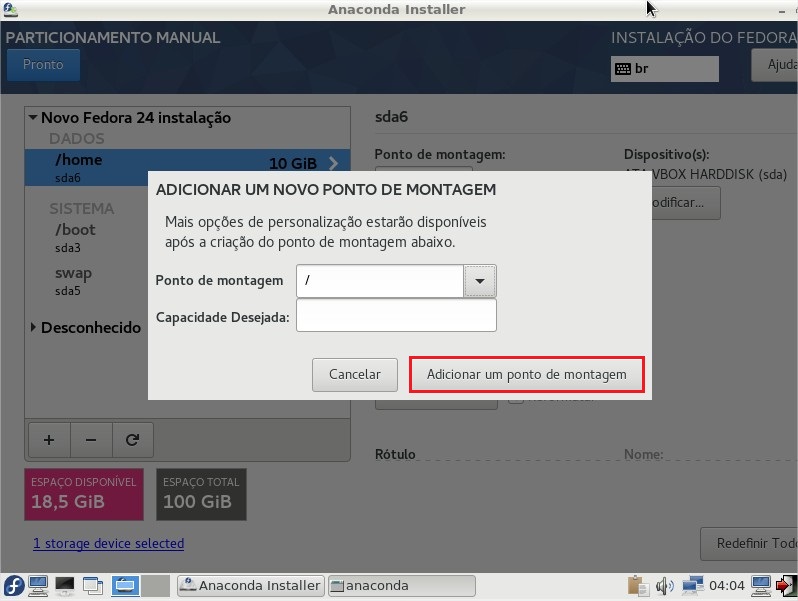 Anaconda Installer
PARTICIONAMENTO MANUAL
INSTALAÇÃO DO FEDORA
Pronto
br
Ajuda
Novo Fedora 24 instalação
DADOS
/home
10 GiB
sda6
SISTEMA
/boot
sda3
swap
sda5
Desconhecido
sda6
Ponto de montagem:
Dispositivo(s):
ATA VBOX HARDDISK (sda)
odificar...
ADICIONAR UM NOVO PONTO DE MONTAGEM
Mais opções de personalização estarão disponíveis
após a criação do ponto de montagem abaixo.
Ponto de montagem
/
Capacidade Desejada:
Cancelar
Adicionar um ponto de montagem
Rótulo
Nome:
ESPAÇO DISPONÍVEL
18,5 GiB
ESPAÇO TOTAL
100 GiB
1 storage device selected
Redefinir Todo
Anaconda Installer
anaconda
04:04